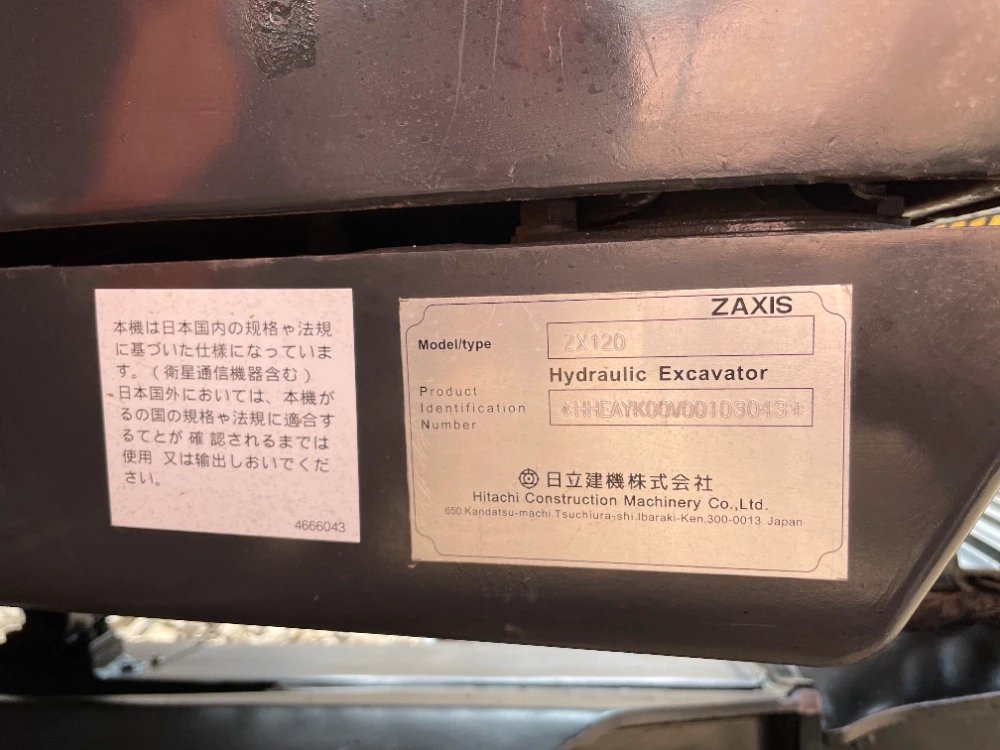 本機は日本国内の規格や法規
に基づいた仕様になっていま
す。(衛星通信機器含む)
日本国外においては、本機が
るの国の規格や法規に適合す
るてとが 確 認されるまでは
使用 又は输出しおいでくだ
さい。
4666043
ZAXIS
Model/type ZX120
Hydraulic Excavator
Product
Identification
Number
*HHEAYK00V00103043*
日立建機株式会社
Hitachi Construction Machinery Co.,Ltd.
650.Kandatsu-machi.Tsuchiura-shi.Ibaraki-Ken.300-0013 Japan